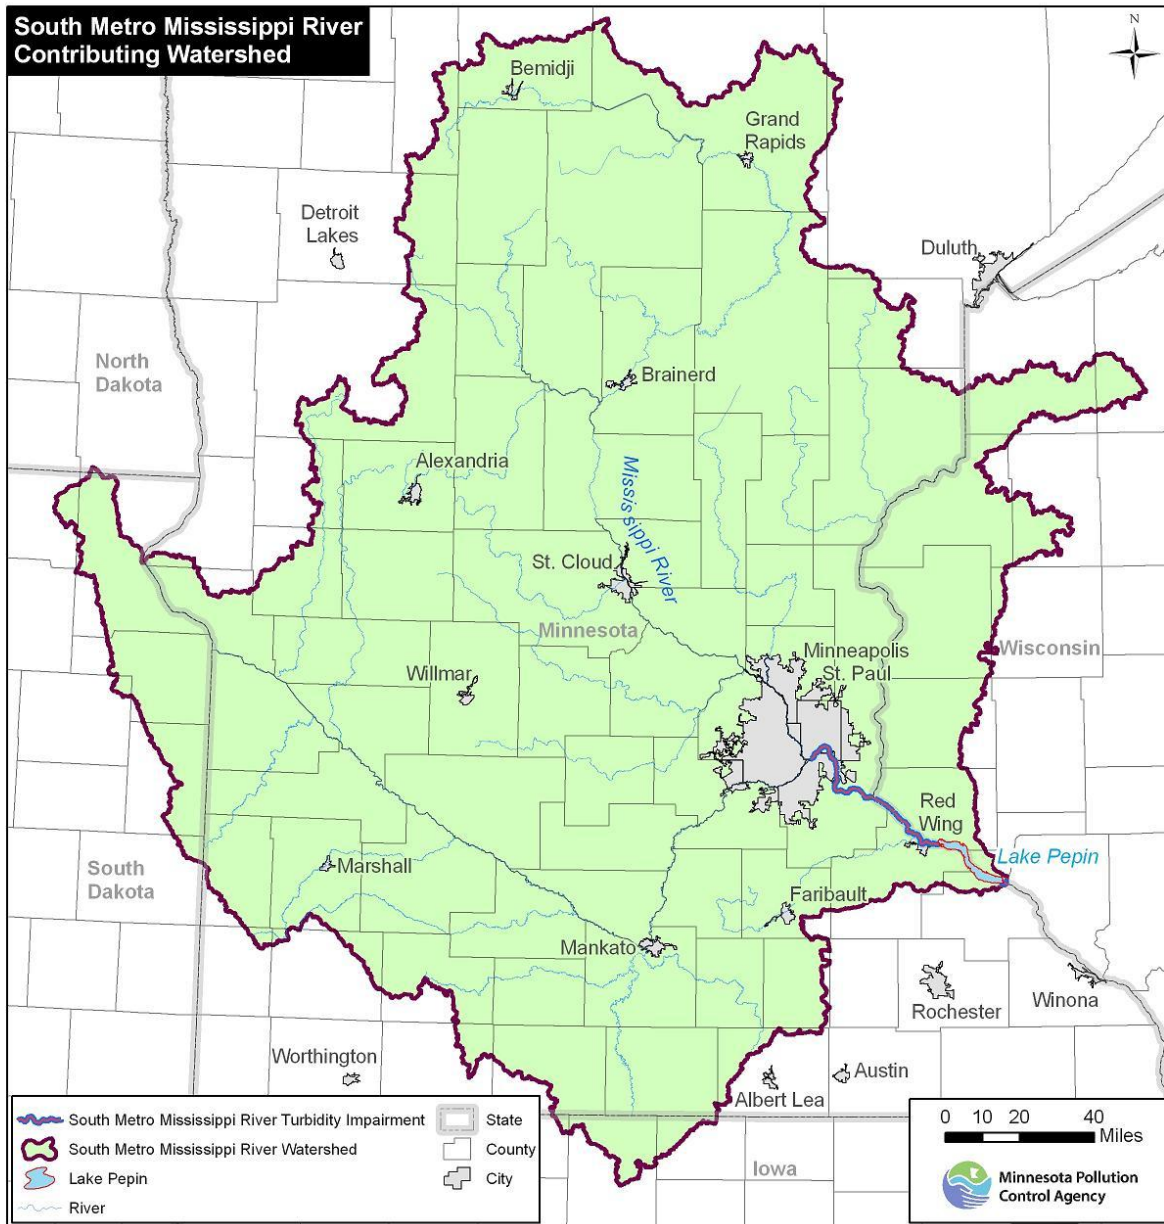 South Metro Mississippi River
Contributing Watershed
N
Bemidji
Grand
Rapids
Detroit
Lakes
Duluth
North
Dakota
Brainerd
Alexandria
Mississippi River
St. Cloud
Minnesota
Wisconsin
Minneapolis
St. Paul
Willmar
Red
Wing
Lake Pepin
South
Dakota
Marshall
Faribault
Mankato
Rochester
Winona
Worthington
Austin
Albert Lea
Iowa
South Metro Mississippi River Turbidity Impairment
South Metro Mississippi River Watershed
Lake Pepin
River
State
County
City
0 10 20 40
Miles
Minnesota Pollution
Control Agency